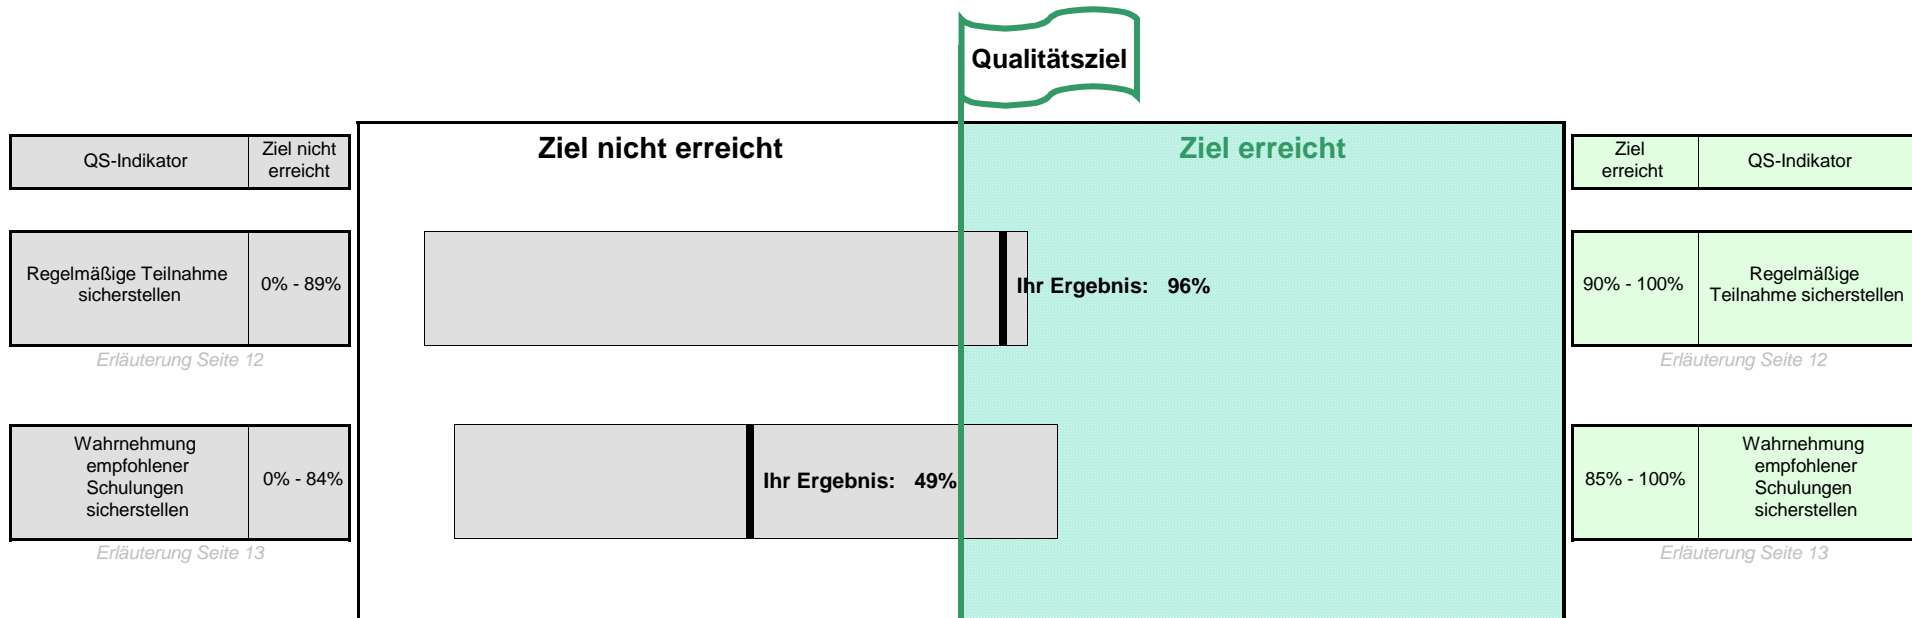 Qualitätsziel
QS-Indikator
Ziel nicht
erreicht
Ziel nicht erreicht
Ziel erreicht
Ziel
erreicht
QS-Indikator
Regelmäßige Teilnahme
sicherstellen
0% - 89%
Ihr Ergebnis: 96%
90% - 100%
Regelmäßige
Teilnahme sicherstellen
Erläuterung Seite 12
Erläuterung Seite 12
Wahrnehmung
empfohlener
Schulungen
sicherstellen
0% - 84%
Ihr Ergebnis: 49%
85% - 100%
Wahrnehmung
empfohlener
Schulungen
sicherstellen
Erläuterung Seite 13
Erläuterung Seite 13